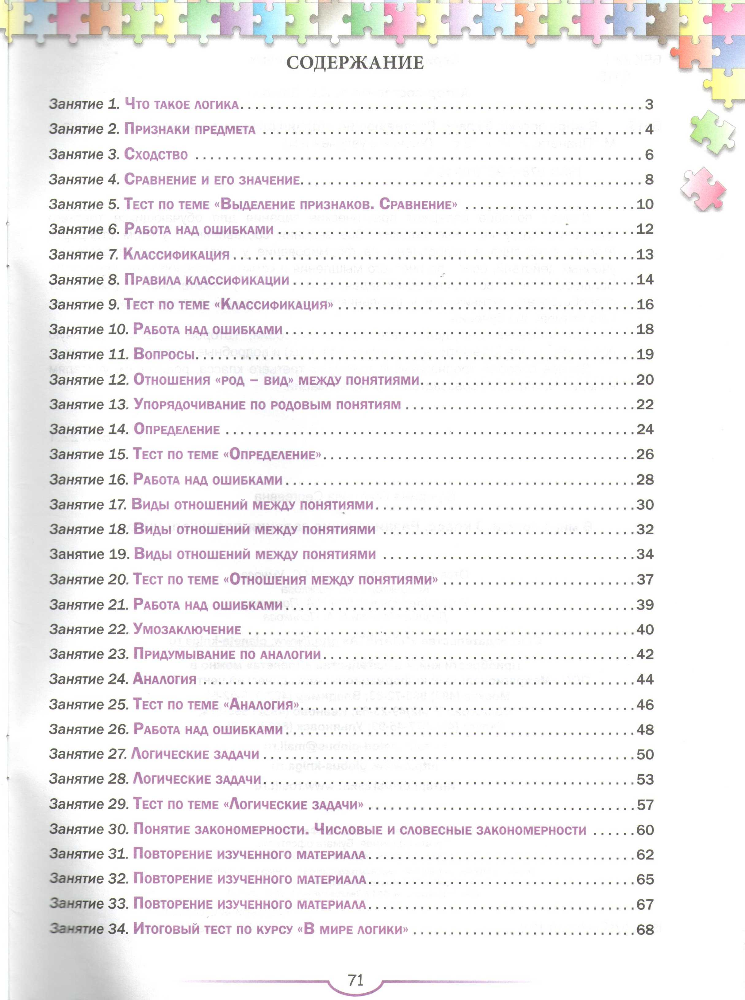 СОДЕРЖАНИЕ
Занятие 1. Что такое логика. . . . . . . . . . . . . . . . . . . . 3
Занятие 2. Признаки предмета . . . . . . . . . . . . . . . . . . . . 4
Занятие 3. Сходство . . . . . . . . . . . . . . . . . . . . 6
Занятие 4. Сравнение и его значение. . . . . . . . . . . . . . . . . . . . 8
Занятие 5. Тест по теме «Выделение признаков. Сравнение» . . . . . . . . . . . . . . . . . . . . 10
Занятие 6. Работа над ошибками . . . . . . . . . . . . . . . . . . . . 12
Занятие 7. Классификация . . . . . . . . . . . . . . . . . . . . 13
Занятие 8. Правила классификации . . . . . . . . . . . . . . . . . . . . 14
Занятие 9. Тест по теме «Классификация» . . . . . . . . . . . . . . . . . . . . 16
Занятие 10. Работа над ошибками . . . . . . . . . . . . . . . . . . . . 18
Занятие 11. Вопросы. . . . . . . . . . . . . . . . . . . . 19
Занятие 12. Отношения «род – вид» между понятиями. . . . . . . . . . . . . . . . . . . . 20
Занятие 13. Упорядочивание по родовым понятиям . . . . . . . . . . . . . . . . . . . . 22
Занятие 14. Определение . . . . . . . . . . . . . . . . . . . . 24
Занятие 15. Тест по теме «Определение». . . . . . . . . . . . . . . . . . . . 26
Занятие 16. Работа над ошибками . . . . . . . . . . . . . . . . . . . . 28
Занятие 17. Виды отношений между понятиями. . . . . . . . . . . . . . . . . . . . 30
Занятие 18. Виды отношений между понятиями . . . . . . . . . . . . . . . . . . . . 32
Занятие 19. Виды отношений между понятиями . . . . . . . . . . . . . . . . . . . . 34
Занятие 20. Тест по теме «Отношения между понятиями» . . . . . . . . . . . . . . . . . . . . 37
Занятие 21. Работа над ошибками . . . . . . . . . . . . . . . . . . . . 39
Занятие 22. Умозаключение . . . . . . . . . . . . . . . . . . . . 40
Занятие 23. Придумывание по аналогии . . . . . . . . . . . . . . . . . . . . 42
Занятие 24. Аналогия . . . . . . . . . . . . . . . . . . . . 44
Занятие 25. Тест по теме «Аналогия». . . . . . . . . . . . . . . . . . . . 46
Занятие 26. Работа над ошибками . . . . . . . . . . . . . . . . . . . . 48
Занятие 27. Логические задачи . . . . . . . . . . . . . . . . . . . . 50
Занятие 28. Логические задачи . . . . . . . . . . . . . . . . . . . . 53
Занятие 29. Тест по теме «Логические задачи» . . . . . . . . . . . . . . . . . . . . 57
Занятие 30. Понятие закономерности. Числовые и словесные закономерности . . . . . . 60
Занятие 31. Повторение изученного материала. . . . . . . . . . . . . . . . . . . . 62
Занятие 32. Повторение изученного материала. . . . . . . . . . . . . . . . . . . . 65
Занятие 33. Повторение изученного материала. . . . . . . . . . . . . . . . . . . . 67
Занятие 34. Итоговый тест по курсу «В мире логики» . . . . . . . . . . . . . . . . . . . . 68
71